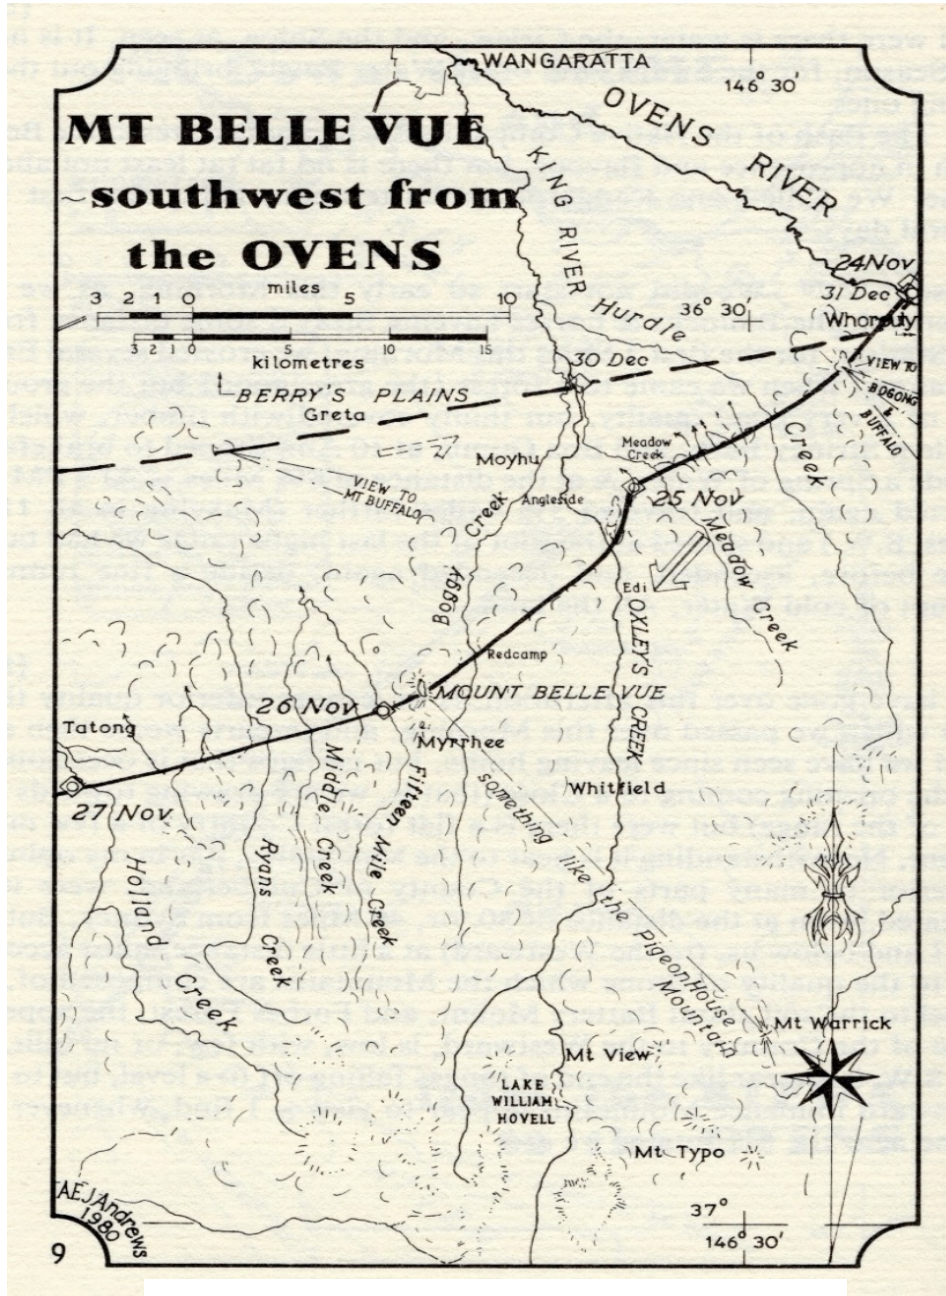 WANGARATTA
146° 30'
OVENS RIVER
MT BELLE VUE
southwest from
the OVENS
KING RIVER
24 Nov
31 Dec
Whorouly
miles
3 2 1 0 5 10
3 2 1 0 5 10 15
kilometres
Hurdle Creek
36° 30'
30 Dec
VIEW TO
BOGONG
&
BUFFALO
BERRY'S PLAINS
Greta
Moyhu
Meadow
Creek
VIEW TO
MT BUFFALO
Angleside
25 Nov
Meadow Creek
Boggy Creek
Edi
OXLEY'S CREEK
Redcamp
MOUNT BELLE VUE
26 Nov
Tatong
Myrrhee
Whitfield
27 Nov
Holland Creek
Ryans Creek
Middle Creek
Fifteen Mile Creek
something like the Pigeon House
Mountain
Mt Warrick
Mt View
LAKE
WILLIAM
HOVELL
Mt Typo
37°
146° 30'
AEJ Andrews
1980
9